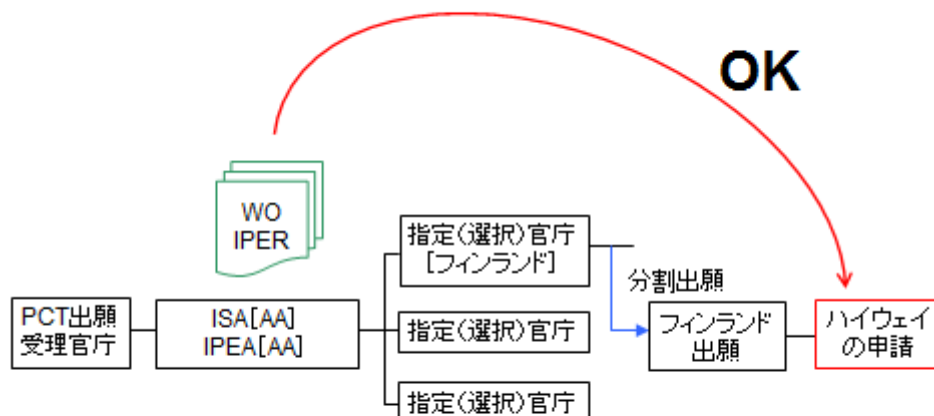 OK
WO
IPER
指定(選択)官庁
[フィンランド]
分割出願
PCT出願
受理官庁
ISA[AA]
IPEA[AA]
指定(選択)官庁
フィンランド
出願
ハイウェイ
の申請
指定(選択)官庁